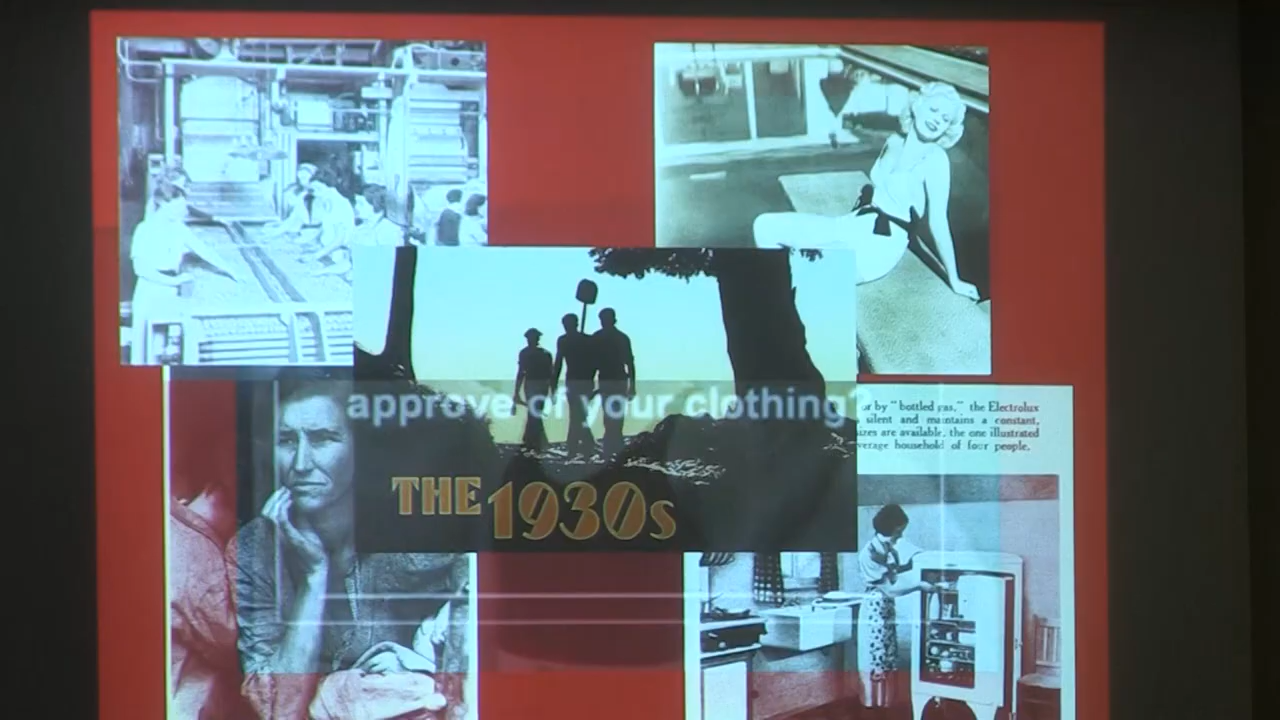 approve of your clothing?
or by "bottled gas," the Electrolux
silent and maintains a constant,
sizes are available, the one illustrated
verage household of four people.
THE 1930s